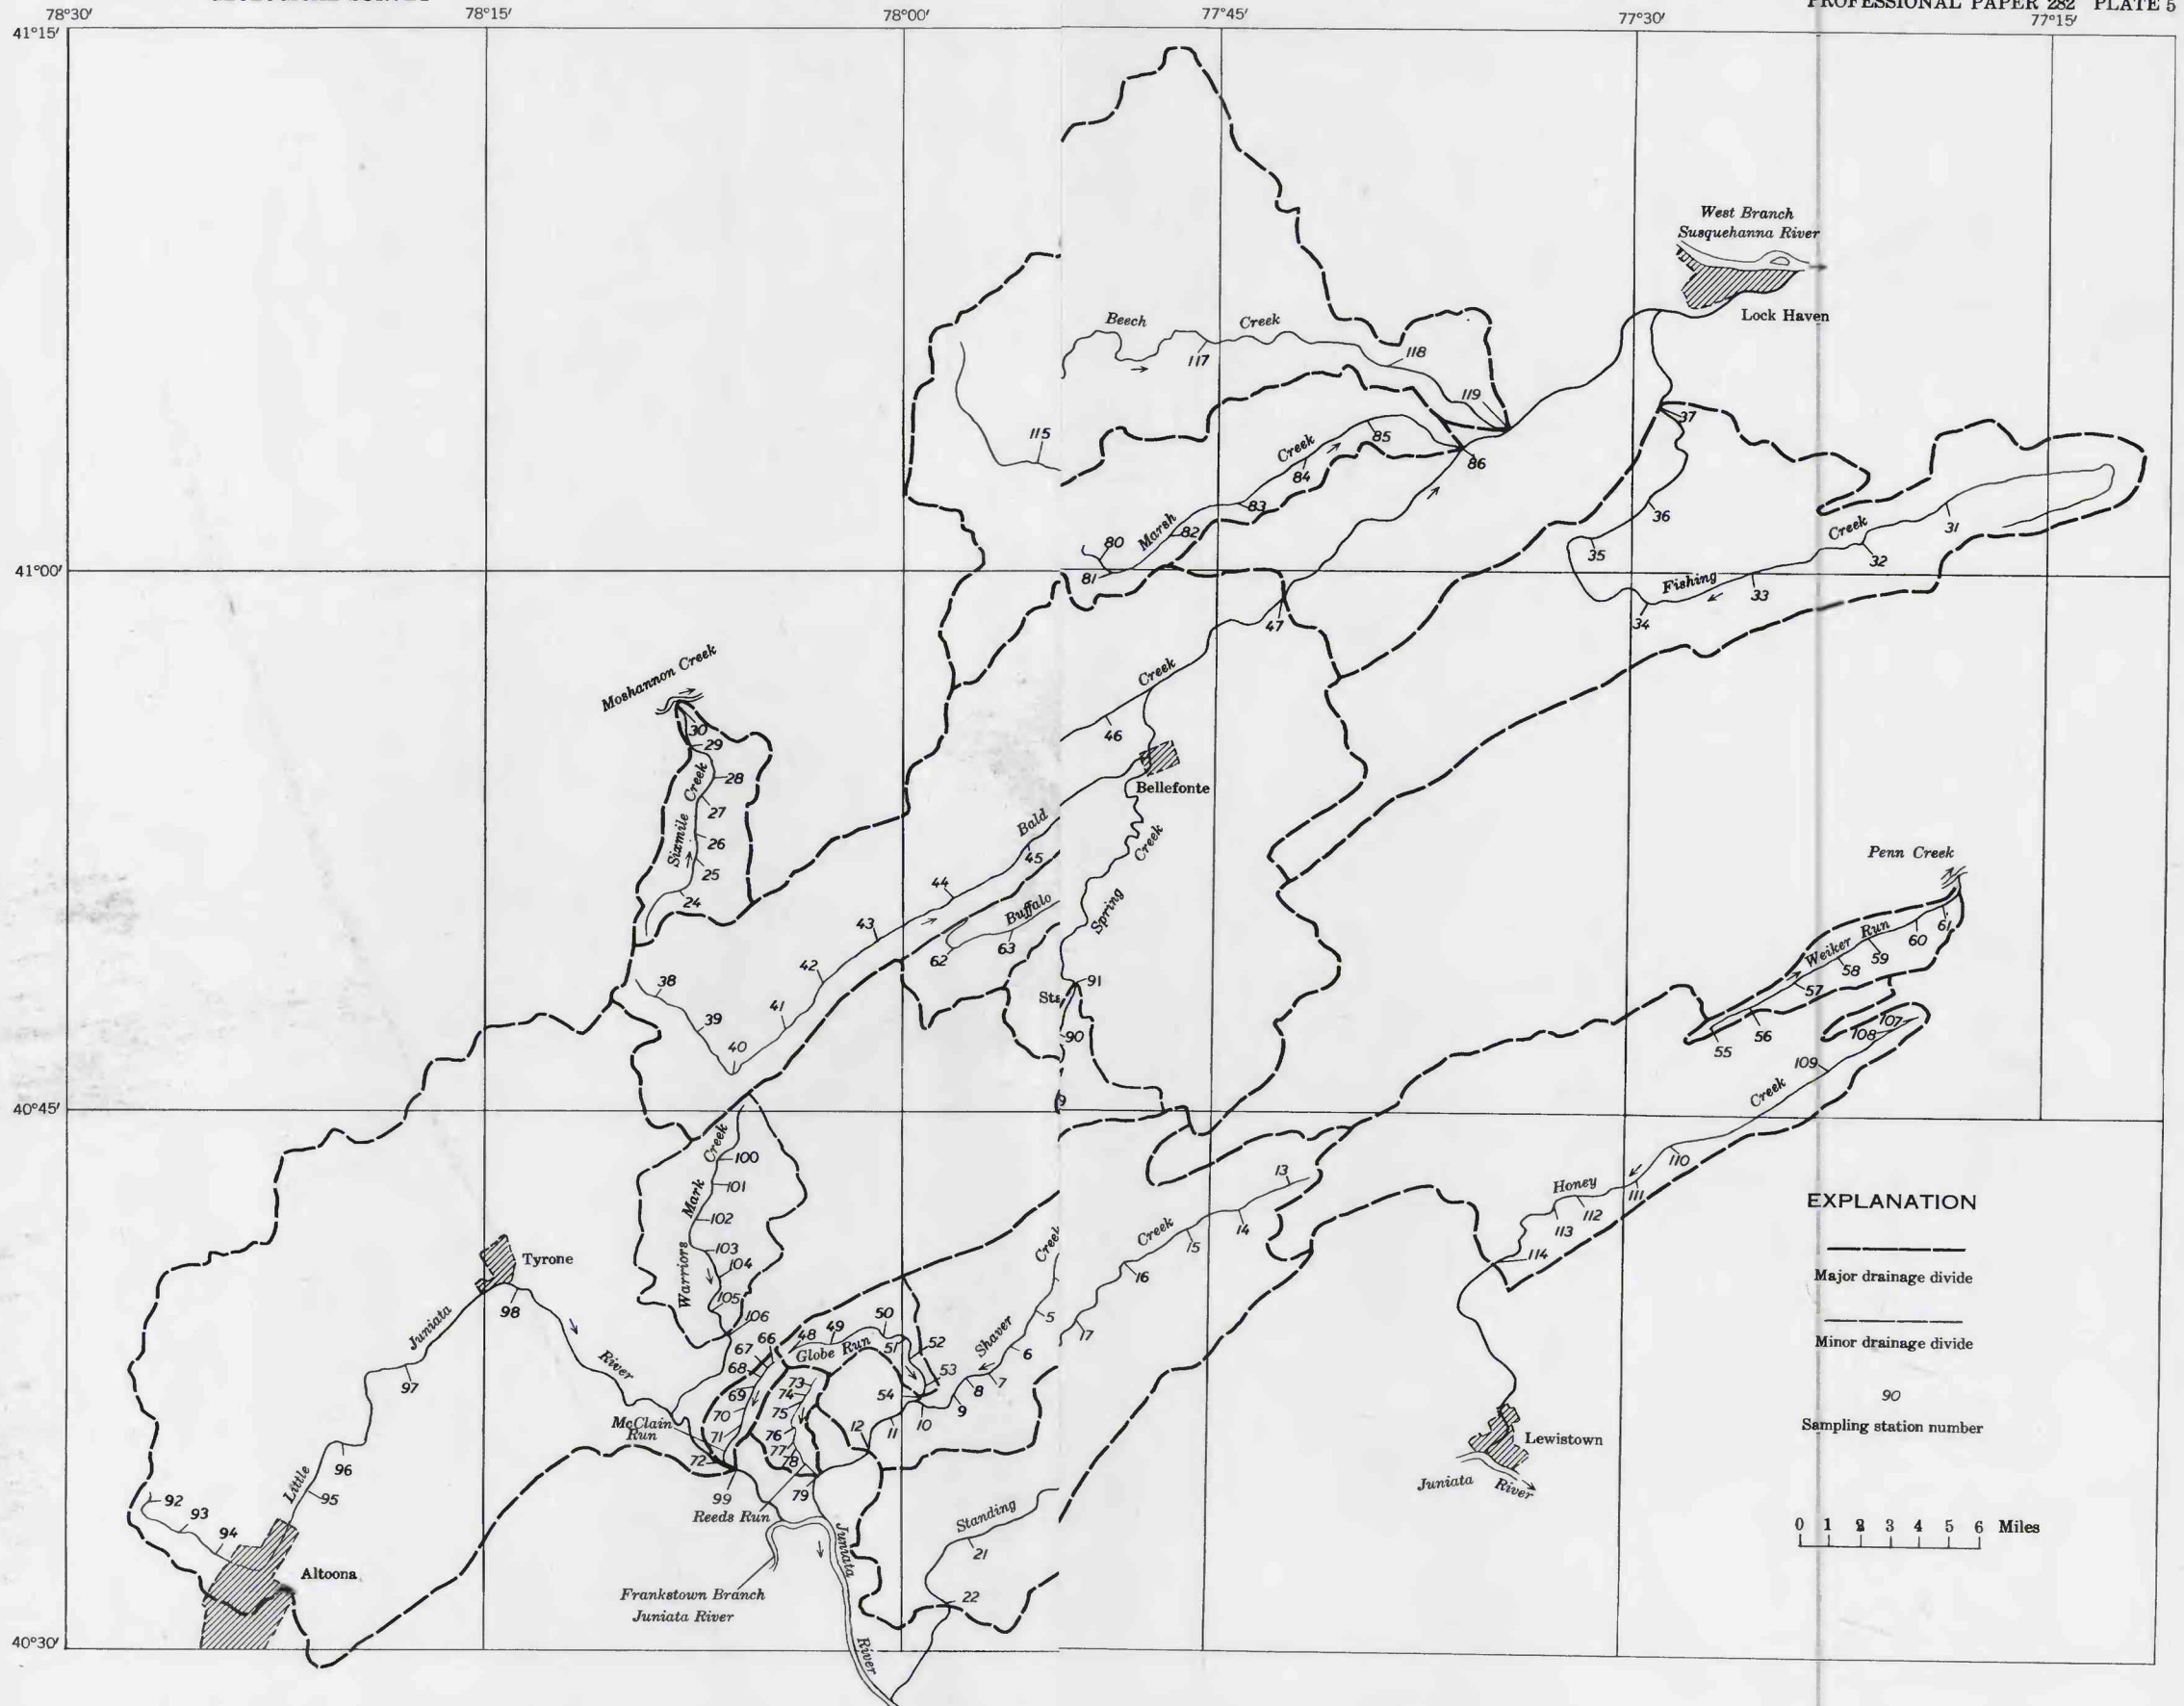 PROFESSIONAL PAPER 282 PLATE 5
78°30′
78°15′
78°00′
77°45′
77°30′
77°15′
41°15′
West Branch
Susquehanna River
Lock Haven
Beech
Creek
117
118
119
115
Creek
85
86
84
83
Marsh
82
80
81
37
36
35
31
Creek
32
Fishing
33
34
41°00′
47
Creek
46
Moshannon Creek
30
29
28
27
26
25
24
Sixmile Creek
Bellefonte
Bald
45
44
43
42
41
38
39
40
Buffalo
62
63
Spring
Creek
91
90
Penn Creek
Weiker Run
61
60
59
58
57
56
55
107
108
109
Creek
110
111
Honey
112
113
114
40°45′
Warriors
Mark
Creek
100
101
102
103
104
105
106
13
14
15
Creek
16
17
Shaver
5
6
7
8
9
10
11
12
Tyrone
98
Juniata
River
97
Little
96
95
92
93
94
Altoona
66
67
68
69
70
71
72
McClain
Run
48
49
50
51
52
53
54
Globe Run
73
74
75
76
77
78
79
99
Reeds Run
Juniata
River
Frankstown Branch
Juniata River
Standing
21
22
Lewistown
Juniata River
EXPLANATION
Major drainage divide
Minor drainage divide
90
Sampling station number
0 1 2 3 4 5 6 Miles
40°30′